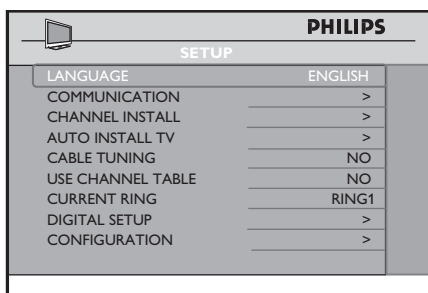 PHILIPS
SETUP
LANGUAGE ENGLISH
COMMUNICATION >
CHANNEL INSTALL >
AUTO INSTALL TV >
CABLE TUNING NO
USE CHANNEL TABLE NO
CURRENT RING RING1
DIGITAL SETUP >
CONFIGURATION >